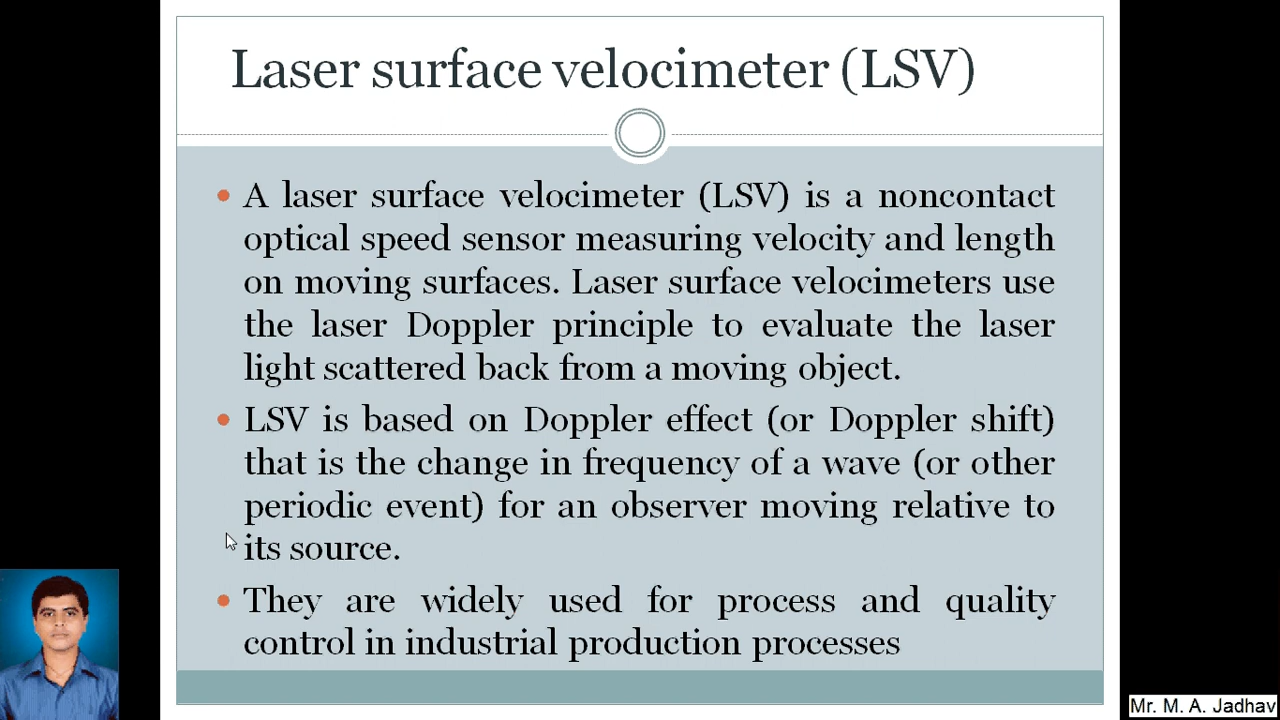 Laser surface velocimeter (LSV)
A laser surface velocimeter (LSV) is a noncontact
optical speed sensor measuring velocity and length
on moving surfaces. Laser surface velocimeters use
the laser Doppler principle to evaluate the laser
light scattered back from a moving object.
LSV is based on Doppler effect (or Doppler shift)
that is the change in frequency of a wave (or other
periodic event) for an observer moving relative to
its source.
They are widely used for process and quality
control in industrial production processes
Mr. M. A. Jadhav